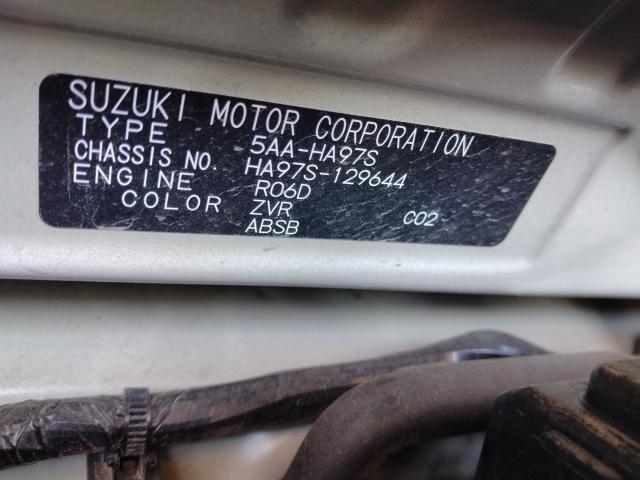 SUZUKI MOTOR CORPORATION
TYPE 5AA-HA97S
CHASSIS NO. HA97S-129644
ENGINE R06D
COLOR ZVR C02
ABSB